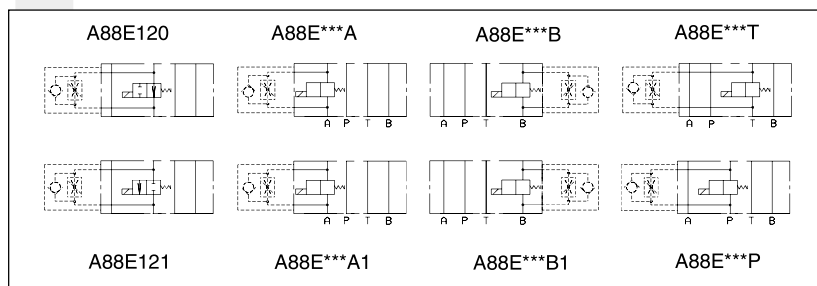 A88E120 A88E***A A88E***B A88E***T
A P T B A P T B A P T B
A P T B A P T B A P T B
A88E121 A88E***A1 A88E***B1 A88E***P